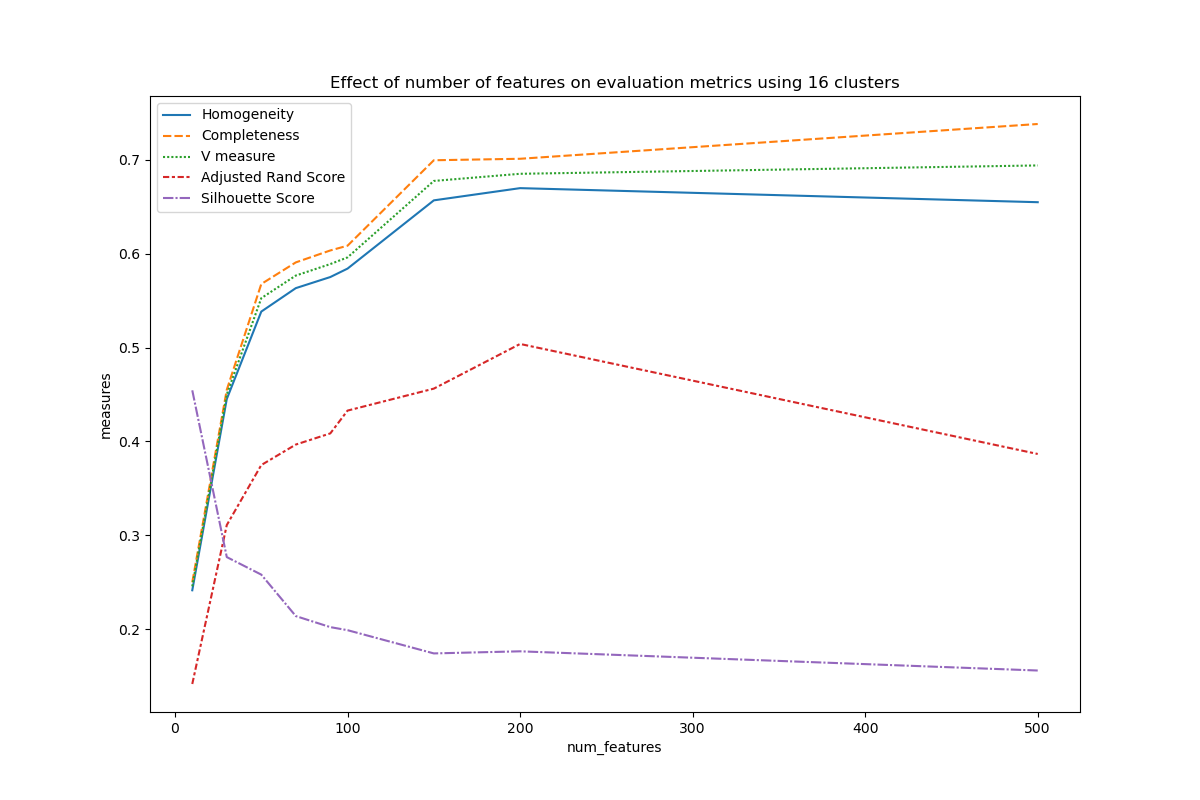 Effect of number of features on evaluation metrics using 16 clusters
Homogeneity
Completeness
V measure
Adjusted Rand Score
Silhouette Score
0.7
0.6
0.5
0.4
0.3
0.2
measures
0 100 200 300 400 500
num_features